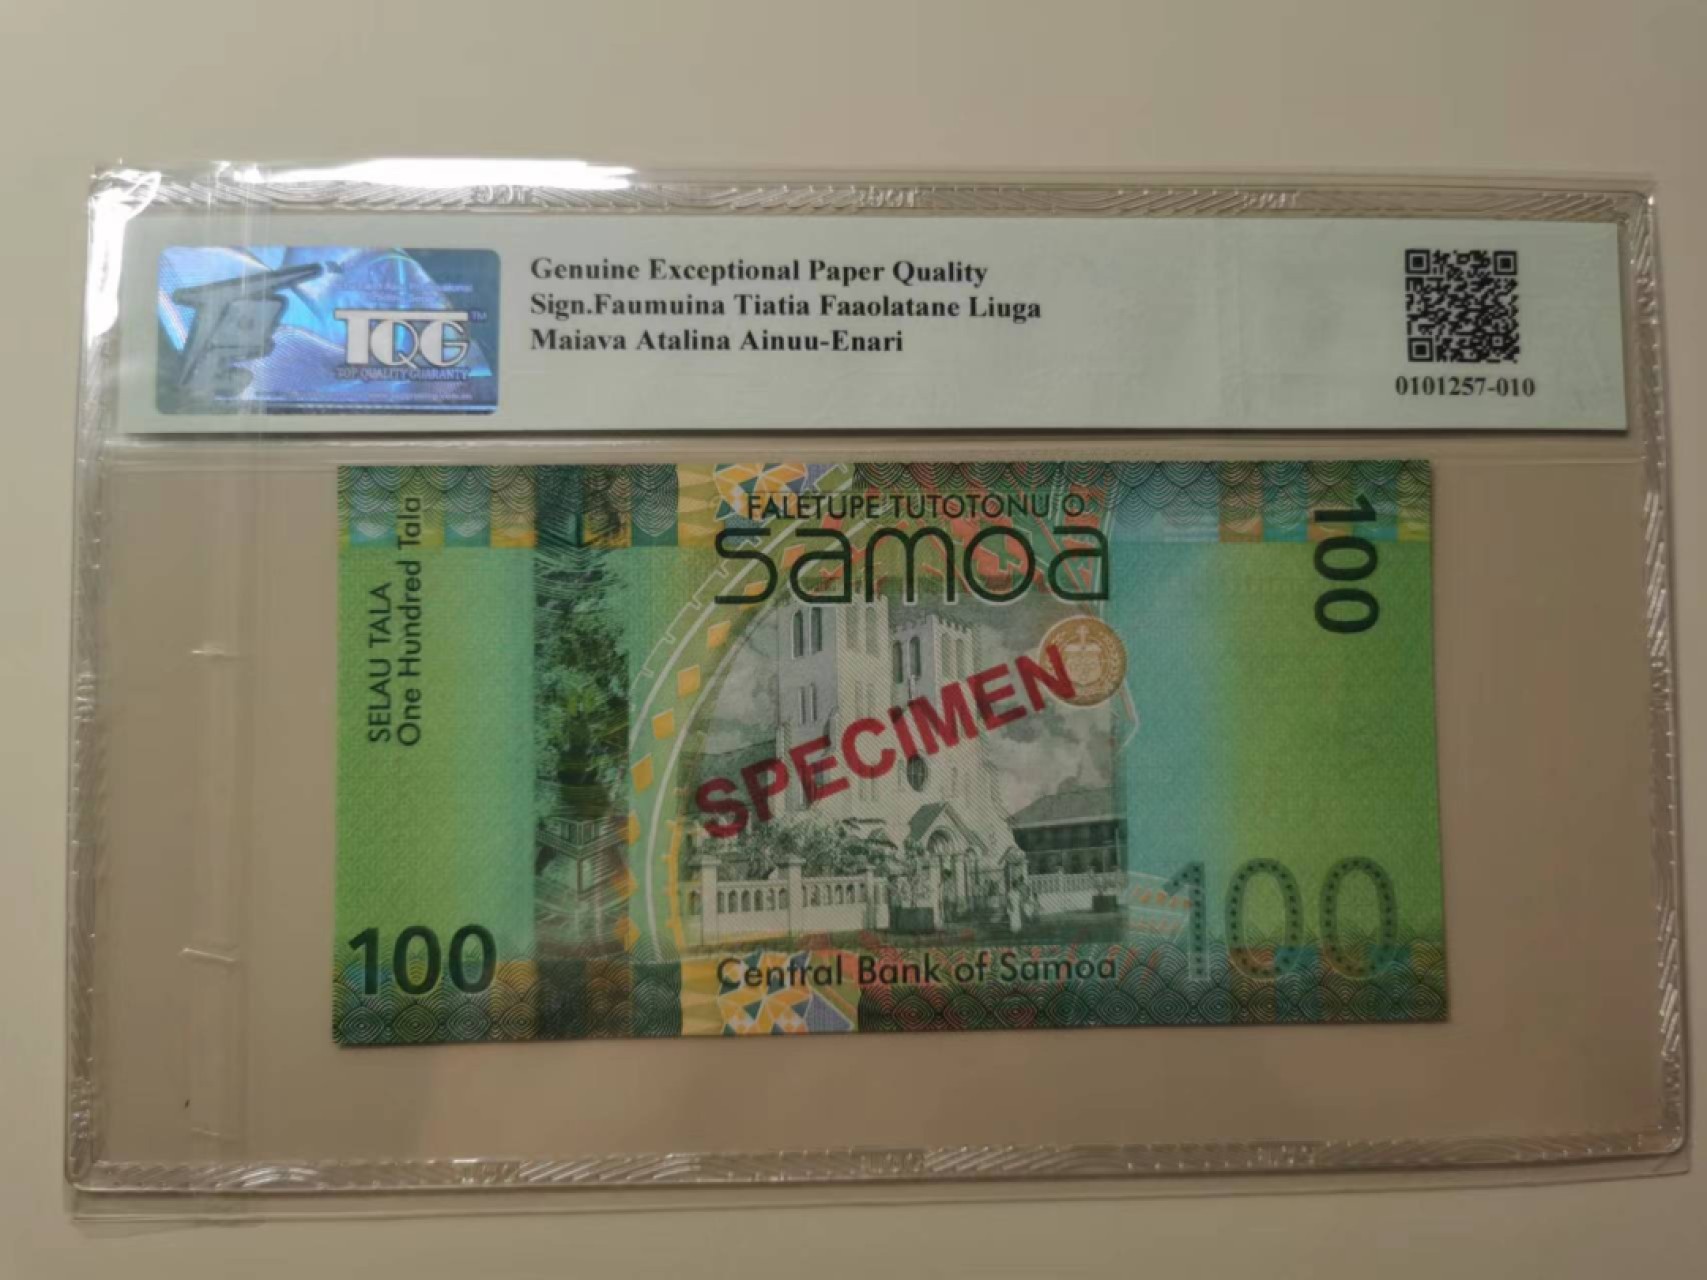 Genuine Exceptional Paper Quality
Sign.Faumuina Tiatia Faaolatane Liuga
Maiava Atalina Ainuu-Enari
TQG™
TOP QUALITY GUARANTY
0101257-010
FALETUPE TUTOTONU O
samoa
SELAU TALA
One Hundred Tala
100
SPECIMEN
100
Central Bank of Samoa
100